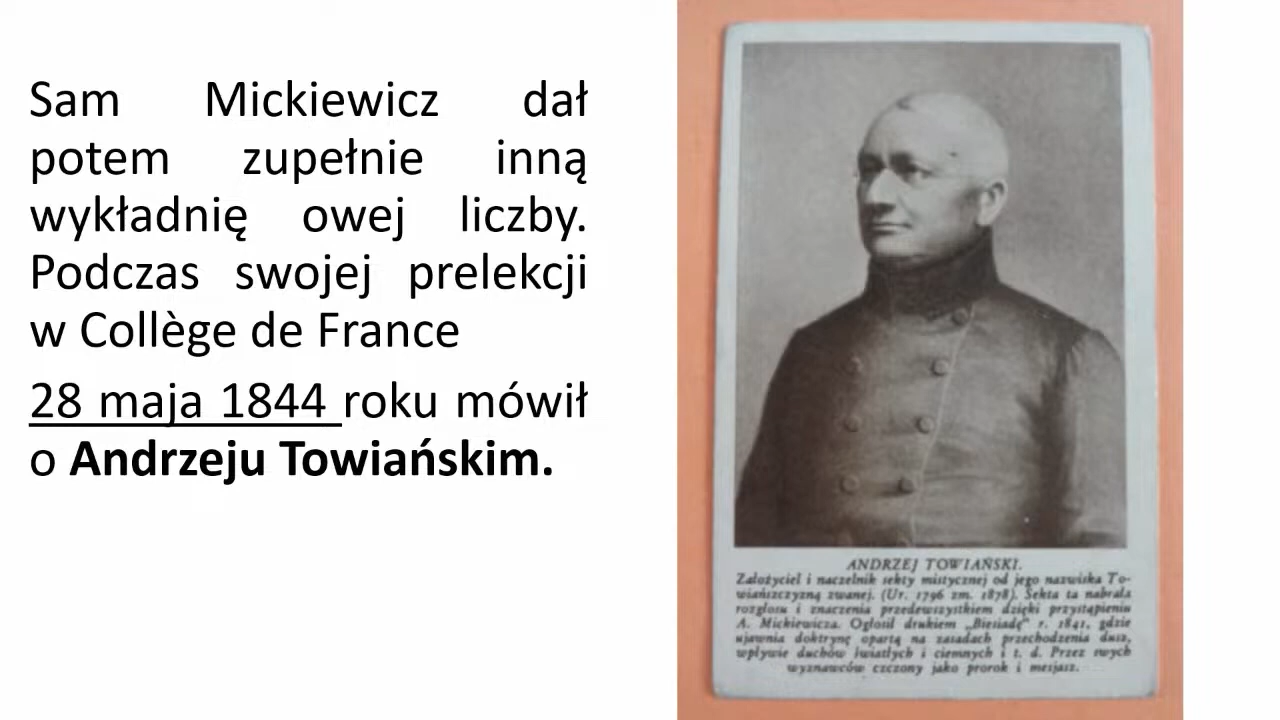 Sam Mickiewicz dał
potem zupełnie inną
wykładnię owej liczby.
Podczas swojej prelekcji
w Collège de France
28 maja 1844 roku mówił
o Andrzeju Towiańskim.
ANDRZEJ TOWIAŃSKI.
Założyciel i naczelnik sekty mistycznej od jego nazwiska To-
wiańszczyzną zwanej. (Ur. 1796 zm. 1878). Sekta ta nabrała
rozgłosu i znaczenia przedewszystkiem dzięki przystąpieniu
A. Mickiewicza. Ogłosił drukiem „Biesiadę" r. 1841, gdzie
ujawnia doktrynę opartą na zasadach przechodzenia dusz,
wpływie duchów światłych i ciemnych i t. d. Przez swych
wyznawców czczony jako prorok i mesjasz.